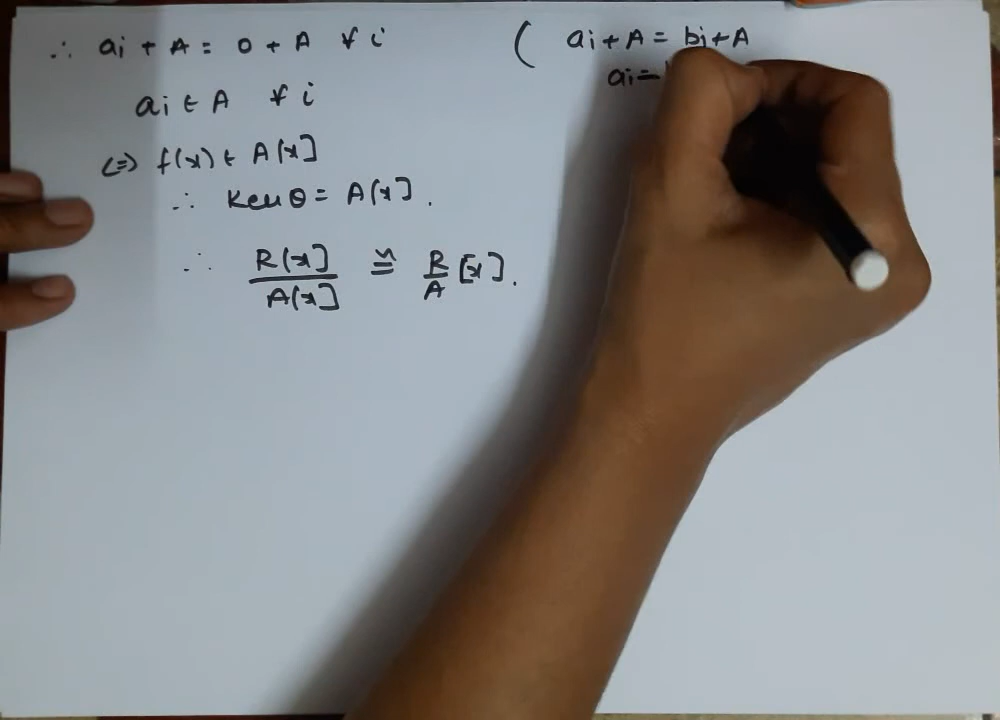 ∴ ai + A = 0 + A ∀ i
ai ∈ A ∀ i
⇔ f(x) ∈ A[x]
∴ Ker θ = A[x].
∴ R[x]/A[x] ≅ R/A [x].
( ai + A = bi + A
ai =